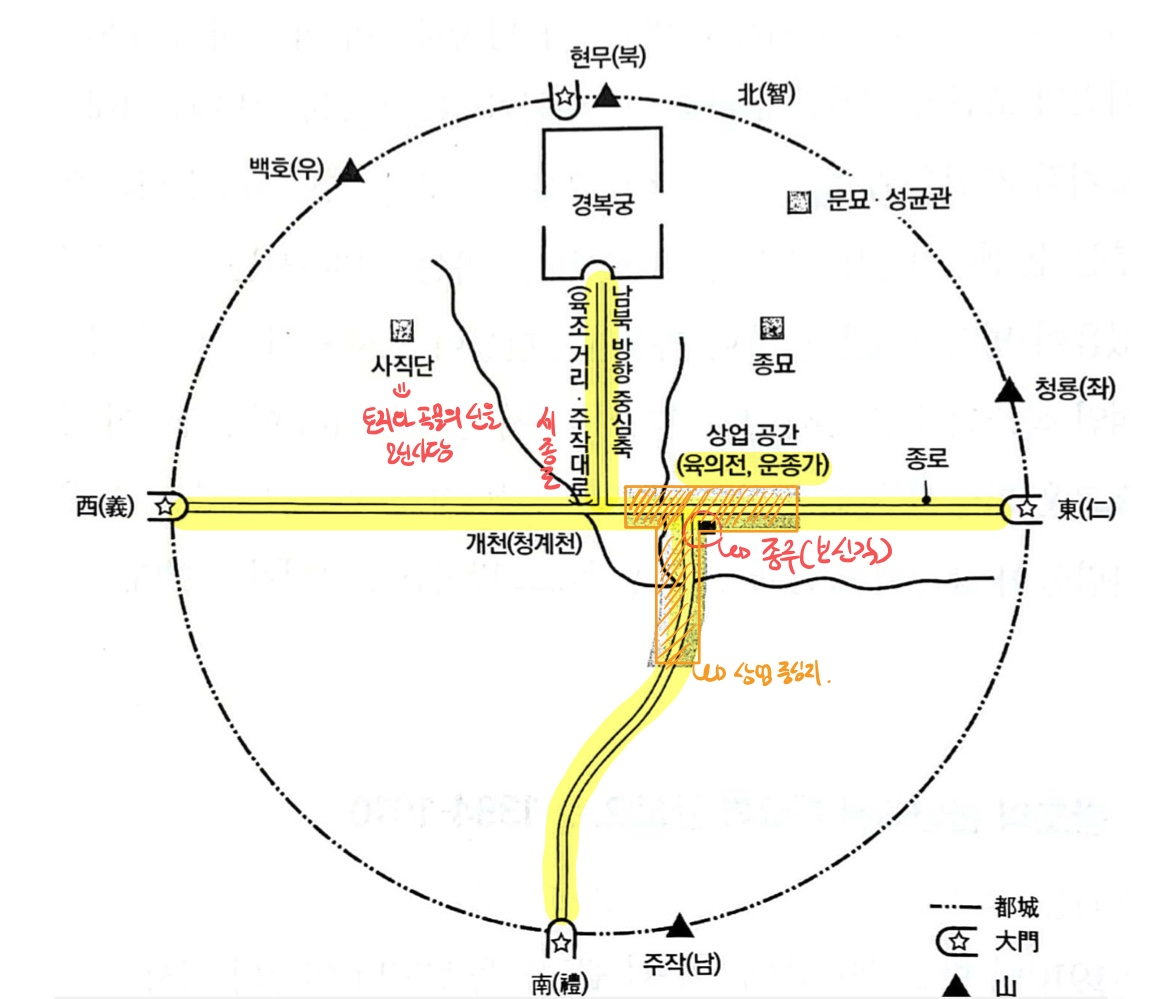 현무(북)
北(智)
백호(우)
경복궁
문묘·성균관
남북 방향 중심축
(육조 거리·주작대로)
사직단
토지와 곡물의 신을
모신사당
세종로
종묘
청룡(좌)
상업 공간
(육의전, 운종가)
종로
西(義)
東(仁)
개천(청계천)
종루(보신각)
상업 중심지.
주작(남)
南(禮)
都城
大門
山